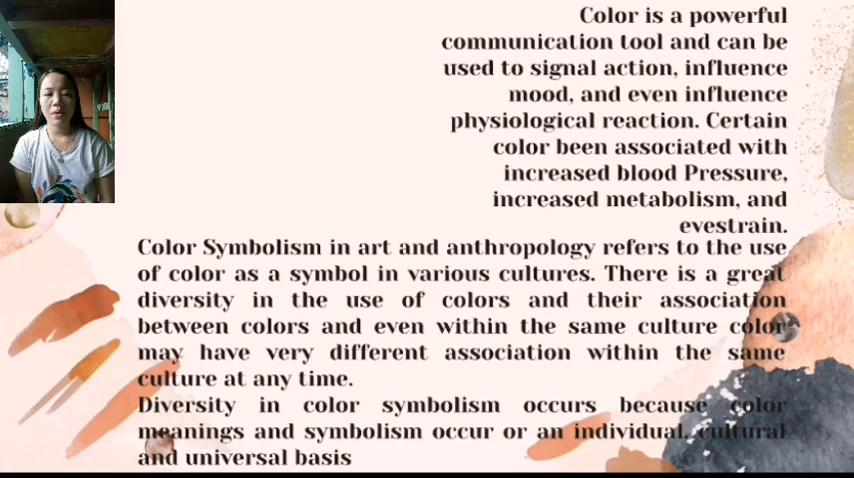 Color is a powerful
communication tool and can be
used to signal action, influence
mood, and even influence
physiological reaction. Certain
color been associated with
increased blood Pressure,
increased metabolism, and
eyestrain.
Color Symbolism in art and anthropology refers to the use
of color as a symbol in various cultures. There is a great
diversity in the use of colors and their association
between colors and even within the same culture color
may have very different association within the same
culture at any time.
Diversity in color symbolism occurs because color
meanings and symbolism occur or an individual, cultural
and universal basis